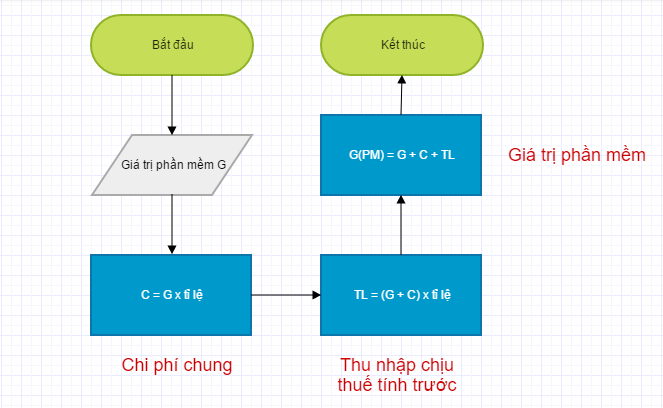 Bắt đầu
Kết thúc
Giá trị phần mềm G
G(PM) = G + C + TL
Giá trị phần mềm
C = G x tỉ lệ
TL = (G + C) x tỉ lệ
Chi phí chung
Thu nhập chịu
thuế tính trước